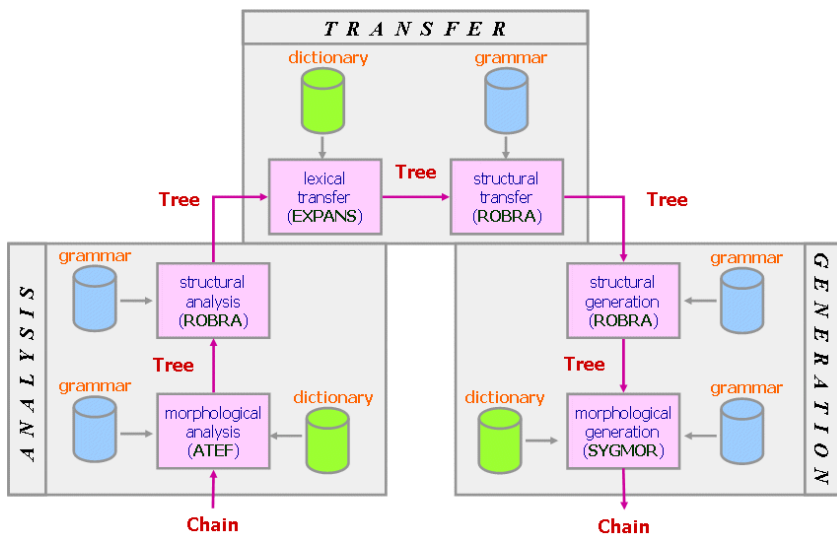 TRANSFER
dictionary
grammar
lexical
transfer
(EXPANS)
Tree
structural
transfer
(ROBRA)
Tree
Tree
ANALYSIS
grammar
structural
analysis
(ROBRA)
Tree
grammar
morphological
analysis
(ATEF)
dictionary
Chain
GENERATION
structural
generation
(ROBRA)
grammar
Tree
dictionary
morphological
generation
(SYGMOR)
grammar
Chain